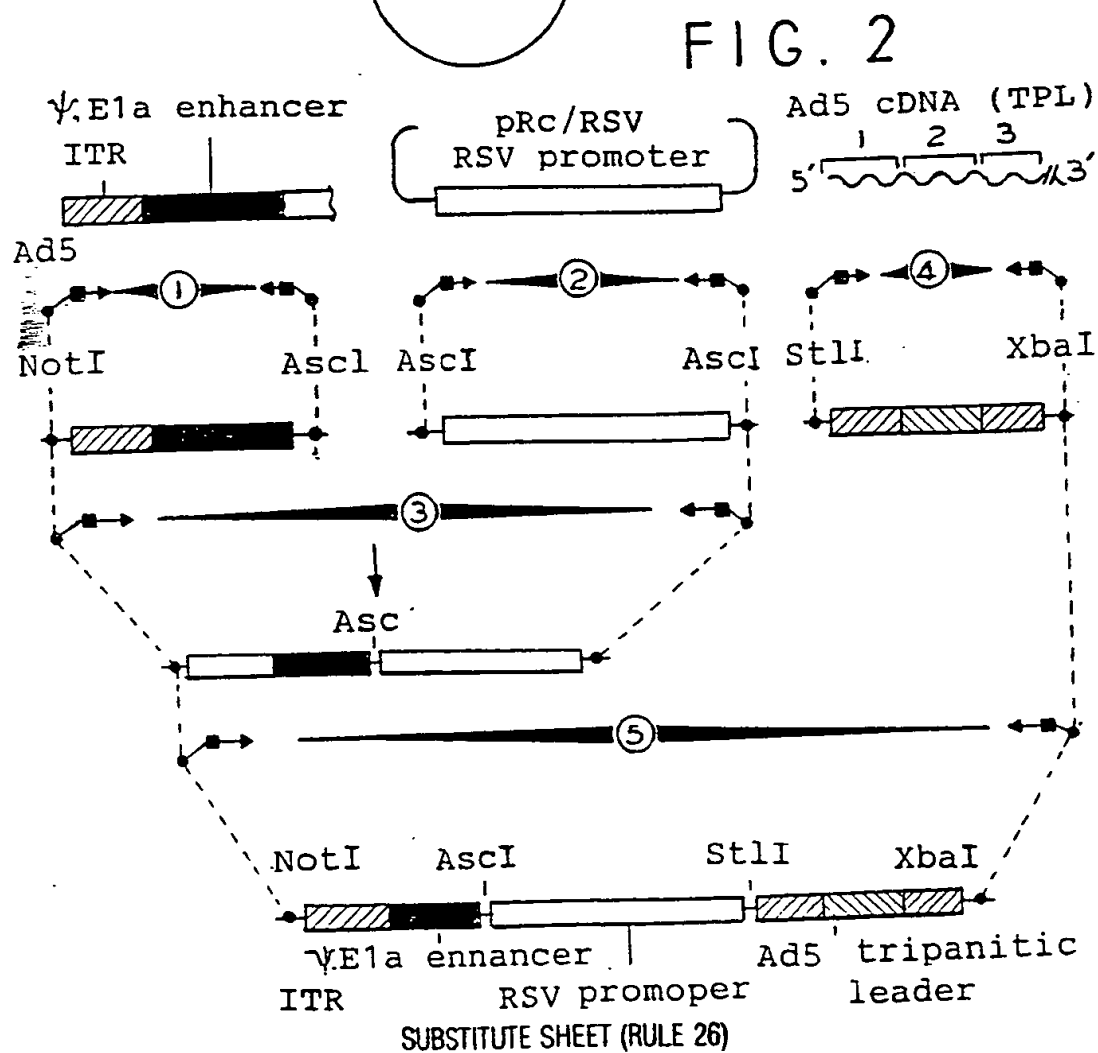 FIG. 2
Ψ, E1a enhancer
ITR
pRc/RSV
RSV promoter
Ad5 cDNA (TPL)
1 2 3
5' 3'
Ad5
1 2 4
NotI AscI AscI AscI StlI XbaI
3
Asc
5
NotI AscI StlI XbaI
Ψ, E1a ennancer
ITR
RSV promoper
Ad5 tripanitic
leader
SUBSTITUTE SHEET (RULE 26)